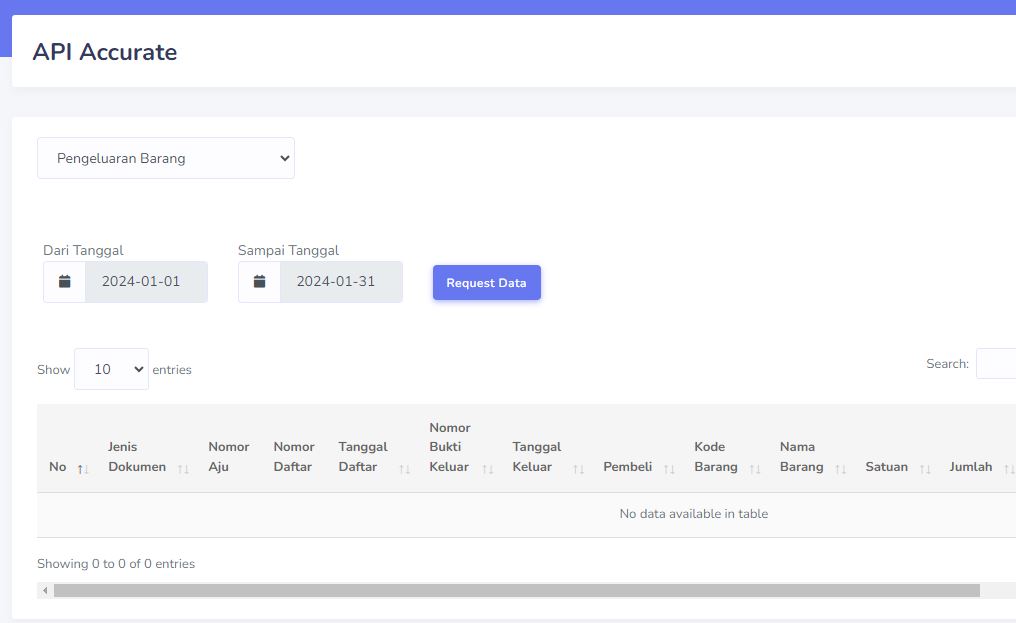 API Accurate
Pengeluaran Barang
Dari Tanggal
Sampai Tanggal
2024-01-01
2024-01-31
Request Data
Show 10 entries
Search:
No
Jenis
Dokumen
Nomor
Aju
Nomor
Daftar
Tanggal
Daftar
Nomor
Bukti
Keluar
Tanggal
Keluar
Pembeli
Kode
Barang
Nama
Barang
Satuan
Jumlah
No data available in table
Showing 0 to 0 of 0 entries